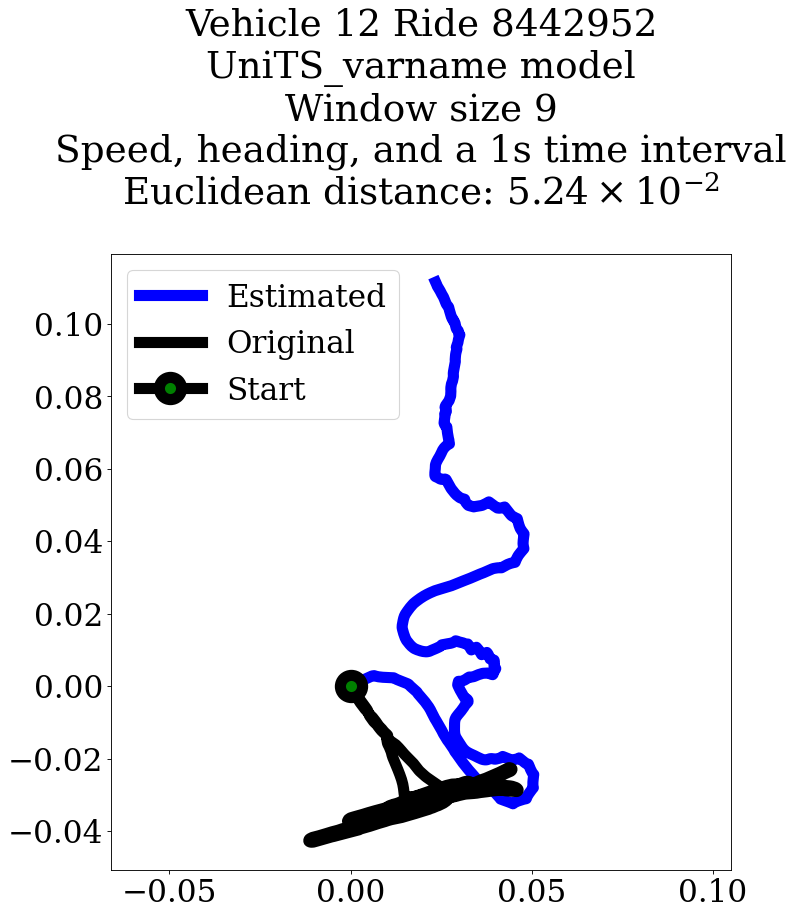 Vehicle 12 Ride 8442952
UniTS_varname model
Window size 9
Speed, heading, and a 1s time interval
Euclidean distance: 5.24 × 10⁻²
Estimated
Original
Start
0.10
0.08
0.06
0.04
0.02
0.00
−0.02
−0.04
−0.05 0.00 0.05 0.10